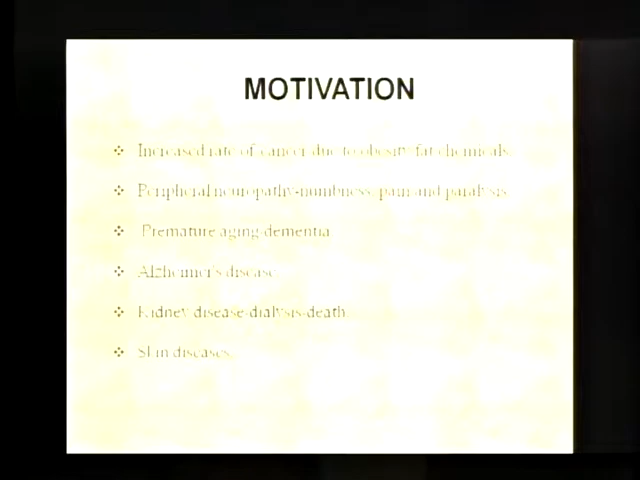 MOTIVATION
Increased rate of cancer due to obesity fat chemicals
Peripheral neuropathy-numbness, pain and paralysis
Premature aging-dementia
Alzheimer's disease
Kidney disease-dialysis-death
Skin diseases